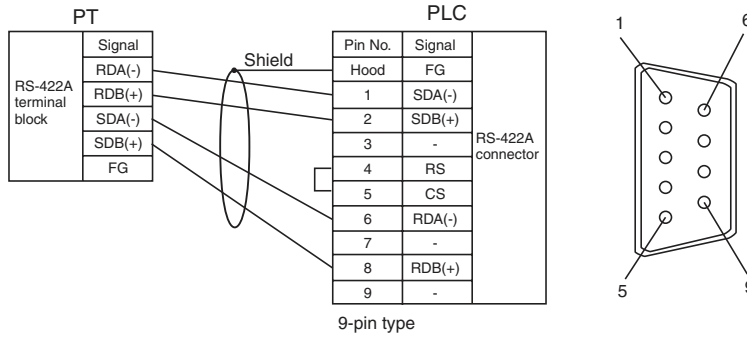 PT
RS-422A
terminal
block
Signal
RDA(-)
RDB(+)
SDA(-)
SDB(+)
FG
Shield
PLC
Pin No. Signal
Hood FG
1 SDA(-)
2 SDB(+)
3 -
4 RS
5 CS
6 RDA(-)
7 -
8 RDB(+)
9 -
RS-422A
connector
9-pin type
1 6
5 9